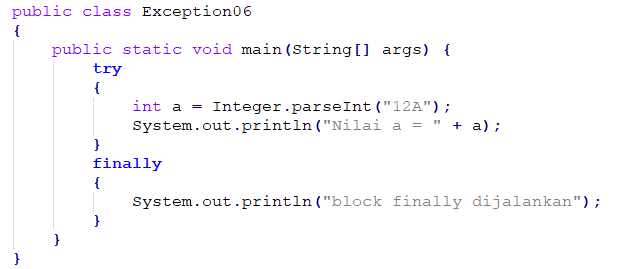 public class Exception06
{
public static void main(String[] args) {
try
{
int a = Integer.parseInt("12A");
System.out.println("Nilai a = " + a);
}
finally
{
System.out.println("block finally dijalankan");
}
}
}